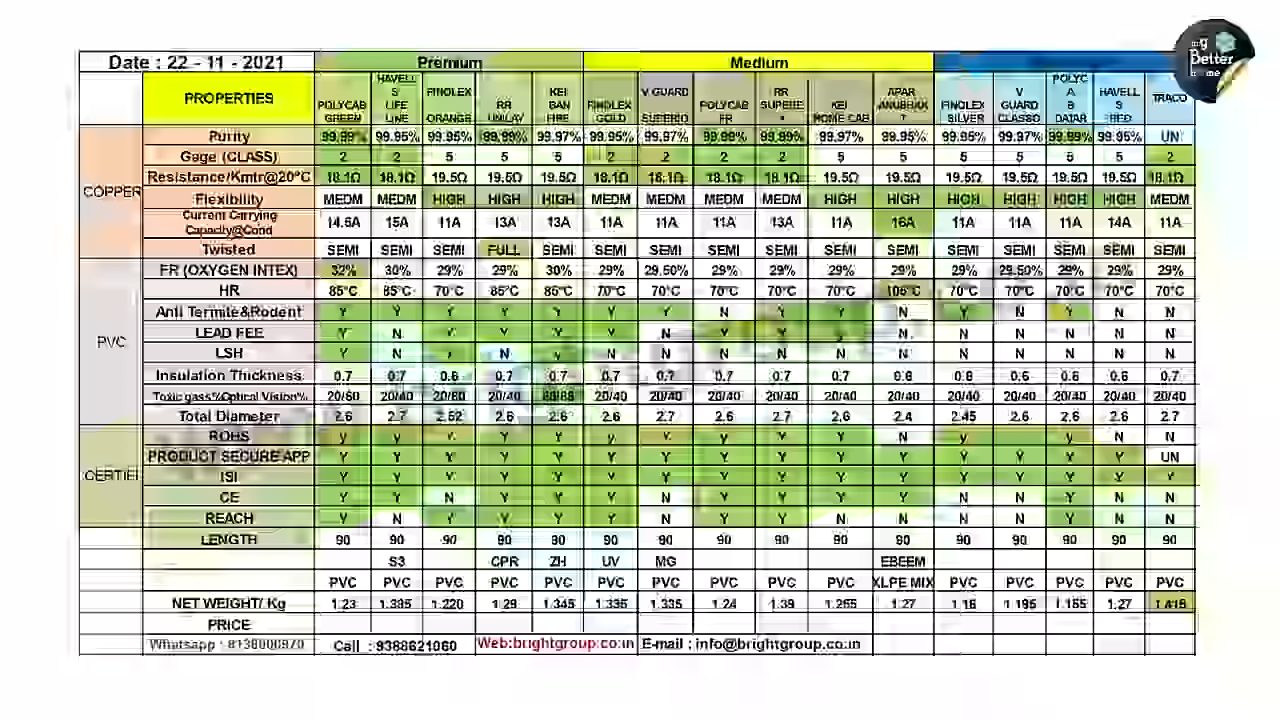 Date : 22 - 11 - 2021 Premium Medium
my Better home
PROPERTIES POLYCAB GREEN HAVELLS LIFE LINE FINOLEX ORANGE RR UNILAY KEI BAN FIRE FINOLEX GOLD V GUARD SUPERIO POLYCAB FR RR SUPERE KEI HOME CAB APAR ANUSHAKT FINOLEX SILVER V GUARD CLASSO POLYCAB OPTIMA HAVELLS TRACO
COPPER
Purity 99.99% 99.95% 99.95% 99.99% 99.97% 99.95% 99.97% 99.99% 99.99% 99.97% 99.95% 99.95% 99.97% 99.99% 99.95% UN
Gage (CLASS) 2 2 5 5 5 2 2 2 2 5 5 5 5 5 5 2
Resistance/Kmtr@20°C 18.1Ω 18.1Ω 19.5Ω 19.5Ω 19.5Ω 18.1Ω 18.1Ω 18.1Ω 18.1Ω 19.5Ω 19.5Ω 19.5Ω 19.5Ω 19.5Ω 19.5Ω 18.1Ω
Flexibility MEDM MEDM HIGH HIGH HIGH MEDM MEDM MEDM MEDM HIGH HIGH HIGH HIGH HIGH HIGH MEDM
Current Carrying Capacity@Cond 14.6A 15A 11A 13A 13A 11A 11A 11A 13A 11A 16A 11A 11A 11A 14A 11A
Twisted SEMI SEMI SEMI FULL SEMI SEMI SEMI SEMI SEMI SEMI SEMI SEMI SEMI SEMI SEMI SEMI
PVC
FR (OXYGEN INTEX) 32% 30% 29% 29% 30% 29% 29.50% 29% 29% 29% 29% 29% 29.50% 29% 29% 29%
HR 85°C 85°C 70°C 85°C 85°C 70°C 70°C 70°C 70°C 70°C 105°C 70°C 70°C 70°C 70°C 70°C
Anti Termite&Rodent Y Y Y Y Y Y Y N Y Y N Y N Y N N
LEAD FEE Y N Y Y Y Y N Y Y N N N N N N
LSH Y N N N N N N N N N N N N
Insulation Thickness 0.7 0.7 0.6 0.7 0.7 0.7 0.7 0.7 0.7 0.7 0.6 0.6 0.6 0.6 0.6 0.7
Toxic gass%Optical Vision% 20/60 20/40 20/80 20/40 20/40 20/40 20/40 20/40 20/40 20/40 20/40 20/40 20/40 20/40 20/40
Total Diameter 2.6 2.7 2.52 2.6 2.6 2.6 2.7 2.6 2.7 2.6 2.4 2.45 2.6 2.6 2.6 2.7
ROHS y y Y Y y Y y Y Y N y y N N
PRODUCT SECURE APP Y Y Y Y Y Y Y Y Y Y Y Y Y Y Y UN
ISI Y Y Y Y Y Y Y Y Y Y Y Y Y Y Y Y
CE Y Y N Y Y Y N Y Y Y Y N N Y N N
REACH Y N Y Y Y Y N Y Y N N N N Y N N
LENGTH 90 90 90 90 90 90 90 90 90 90 90 90 90 90 90 90
S3 CPR ZH UV MG EBEEM
PVC PVC PVC PVC PVC PVC PVC PVC PVC PVC XLPE MIX PVC PVC PVC PVC PVC
NET WEIGHT/ Kg 1.23 1.335 1.220 1.29 1.345 1.335 1.335 1.24 1.39 1.255 1.27 1.16 1.195 1.165 1.27 1.415
PRICE
Whatsapp : Call : 9388621060 Web:brightgroup.co.in E-mail : info@brightgroup.co.in